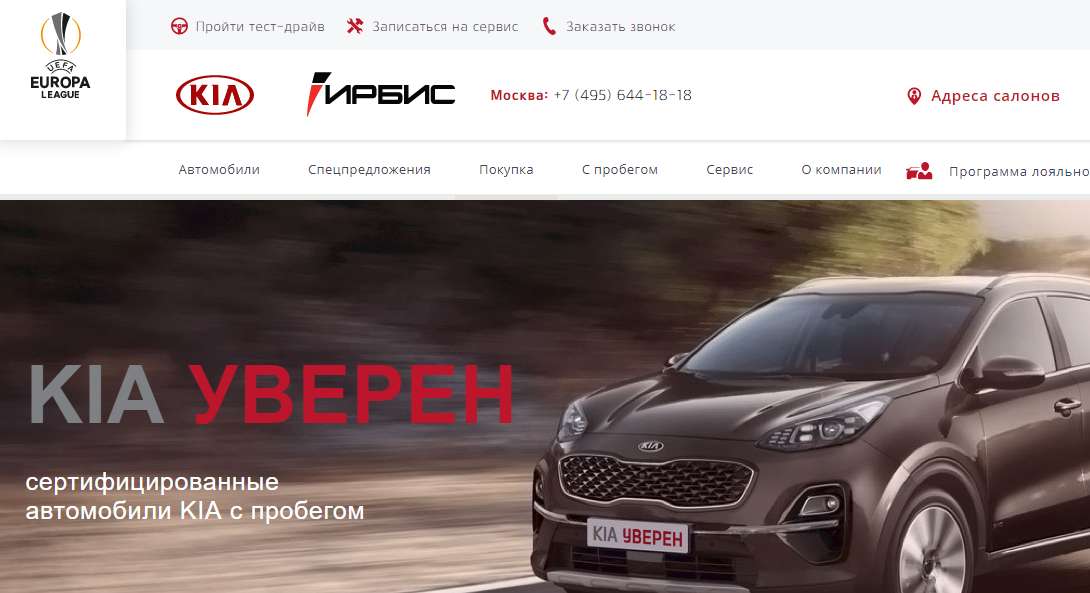 Пройти тест-драйв
Записаться на сервис
Заказать звонок
UEFA
EUROPA
LEAGUE
KIA
ИРБИС
Москва: +7 (495) 644-18-18
Адреса салонов
Автомобили
Спецпредложения
Покупка
С пробегом
Сервис
О компании
Программа лояльно
KIA УВЕРЕН
сертифицированные
автомобили KIA с пробегом
KIA
KIA УВЕРЕН